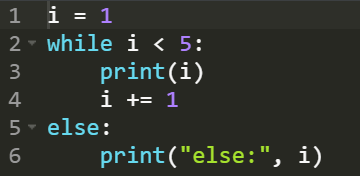 1 i = 1
2 while i < 5:
3     print(i)
4     i += 1
5 else:
6     print("else:", i)